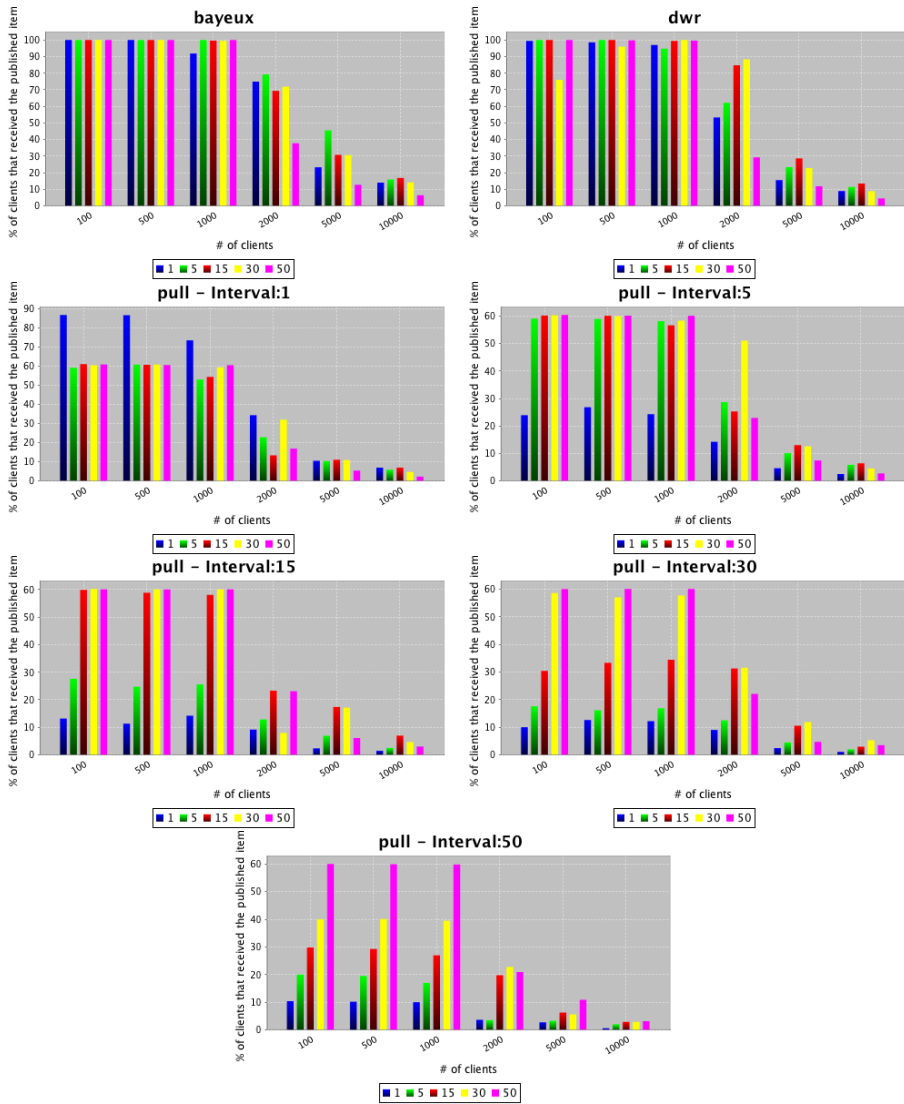 bayeux
% of clients that received the published item
100
90
80
70
60
50
40
30
20
10
0
100 500 1000 2000 5000 10000
# of clients
1 5 15 30 50
dwr
% of clients that received the published item
100
90
80
70
60
50
40
30
20
10
0
100 500 1000 2000 5000 10000
# of clients
1 5 15 30 50
pull - Interval:1
% of clients that received the published item
90
80
70
60
50
40
30
20
10
0
100 500 1000 2000 5000 10000
# of clients
1 5 15 30 50
pull - Interval:5
% of clients that received the published item
60
50
40
30
20
10
0
100 500 1000 2000 5000 10000
# of clients
1 5 15 30 50
pull - Interval:15
% of clients that received the published item
60
50
40
30
20
10
0
100 500 1000 2000 5000 10000
# of clients
1 5 15 30 50
pull - Interval:30
% of clients that received the published item
60
50
40
30
20
10
0
100 500 1000 2000 5000 10000
# of clients
1 5 15 30 50
pull - Interval:50
% of clients that received the published item
60
50
40
30
20
10
0
100 500 1000 2000 5000 10000
# of clients
1 5 15 30 50